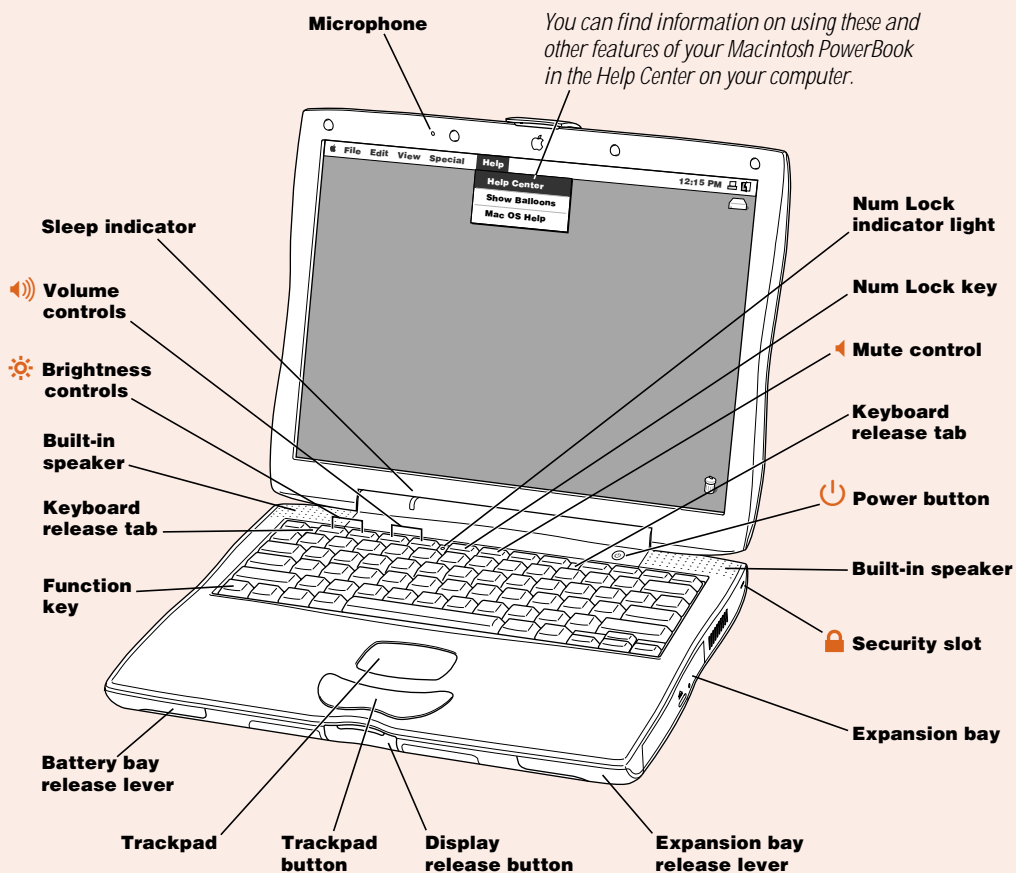 Microphone
You can find information on using these and
other features of your Macintosh PowerBook
in the Help Center on your computer.
File Edit View Special Help
12:15 PM
Help Center
Show Balloons
Mac OS Help
Sleep indicator
Volume
controls
Brightness
controls
Built-in
speaker
Keyboard
release tab
Function
key
Num Lock
indicator light
Num Lock key
Mute control
Keyboard
release tab
Power button
Built-in speaker
Security slot
Expansion bay
Battery bay
release lever
Trackpad
Trackpad
button
Display
release button
Expansion bay
release lever